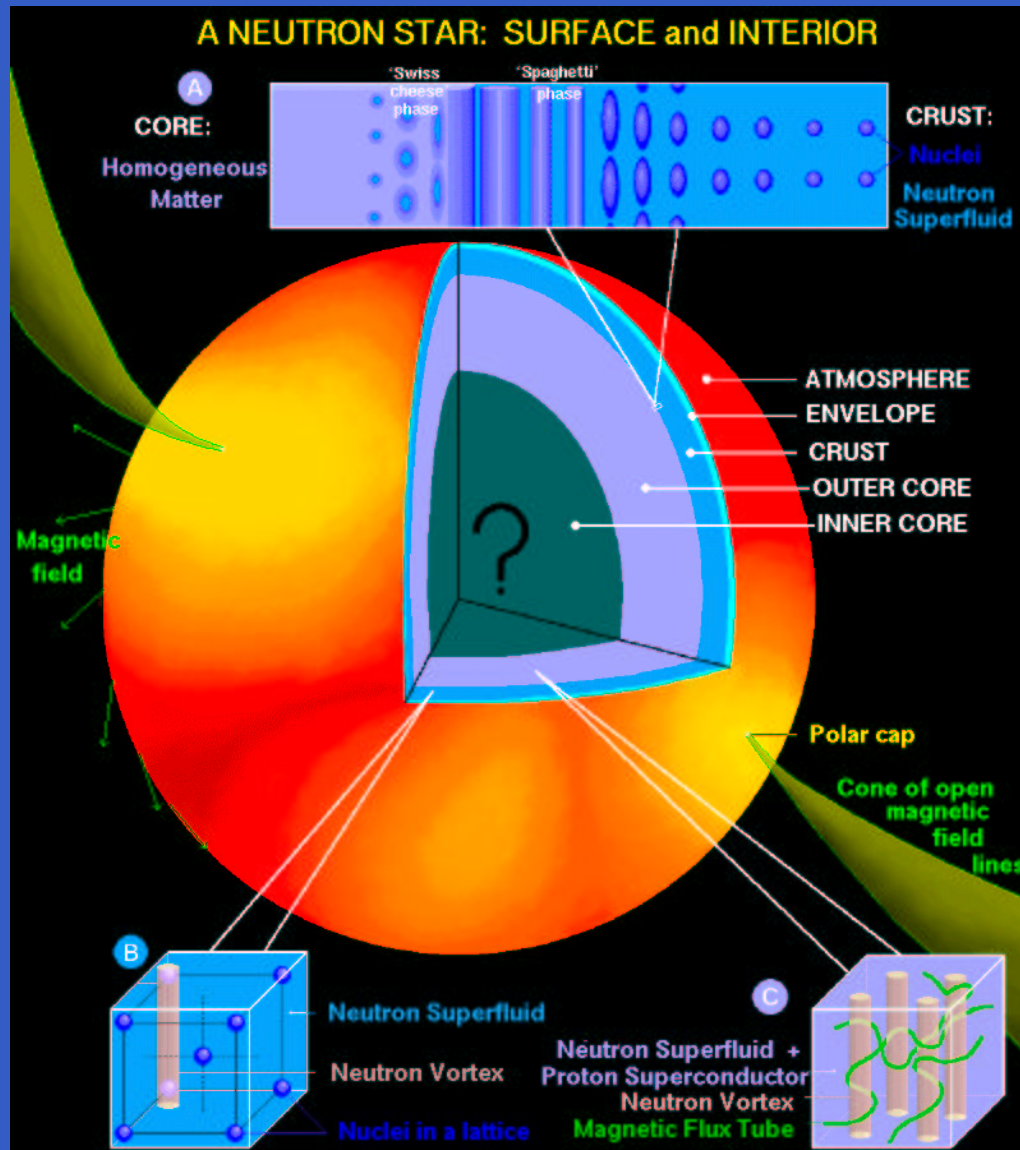 A NEUTRON STAR: SURFACE and INTERIOR
A
'Swiss
cheese'
phase
'Spaghetti'
phase
CORE:
Homogeneous
Matter
CRUST:
Nuclei
Neutron
Superfluid
ATMOSPHERE
ENVELOPE
CRUST
OUTER CORE
INNER CORE
?
Magnetic
field
Polar cap
Cone of open
magnetic
field
lines
B
Neutron Superfluid
Neutron Vortex
Nuclei in a lattice
C
Neutron Superfluid +
Proton Superconductor
Neutron Vortex
Magnetic Flux Tube